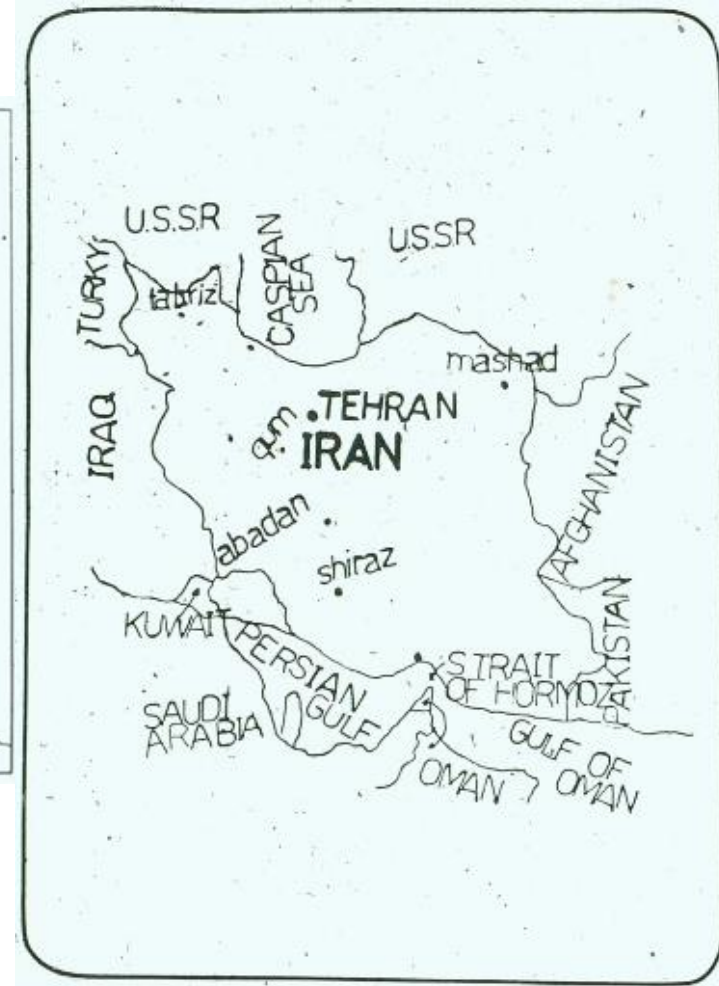 U.S.S.R
U.S.S.R
TURKY
CASPIAN
SEA
tabriz
mashad
IRAQ
TEHRAN
qum
IRAN
AFGHANISTAN
abadan
shiraz
KUWAIT
PERSIAN
GULF
STRAIT
OF HORMOZ
PAKISTAN
SAUDI
ARABIA
GULF OF
OMAN
OMAN